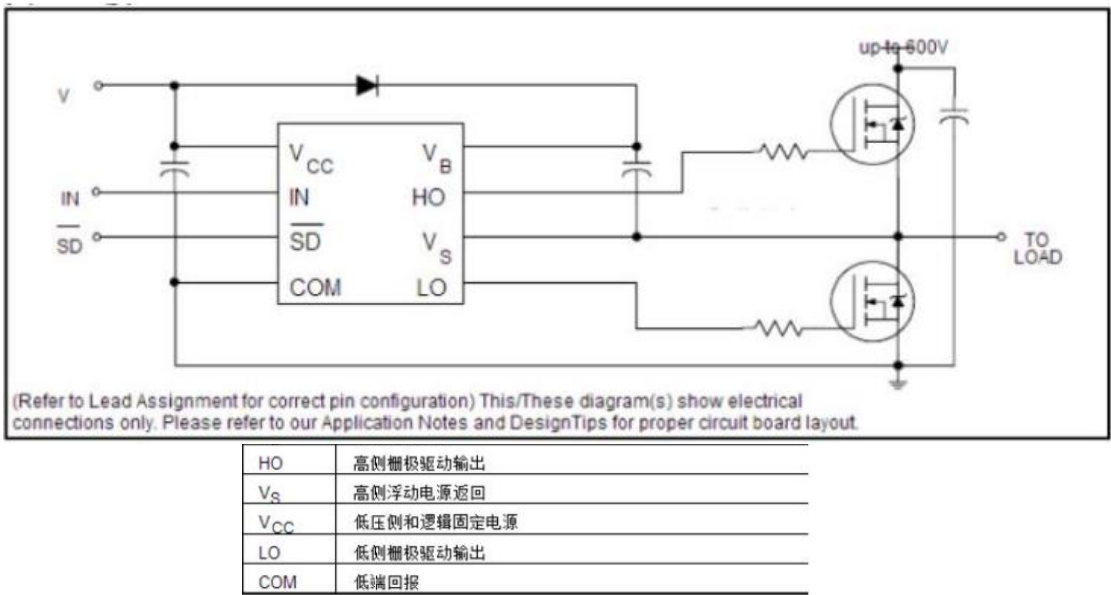 up to 600V
V
V CC
V B
IN
IN
HO
SD
SD
V S
TO
LOAD
COM
LO
(Refer to Lead Assignment for correct pin configuration) This/These diagram(s) show electrical
connections only. Please refer to our Application Notes and DesignTips for proper circuit board layout.
HO 高侧栅极驱动输出
VS 高侧浮动电源返回
VCC 低压侧和逻辑固定电源
LO 低侧栅极驱动输出
COM 低端回报